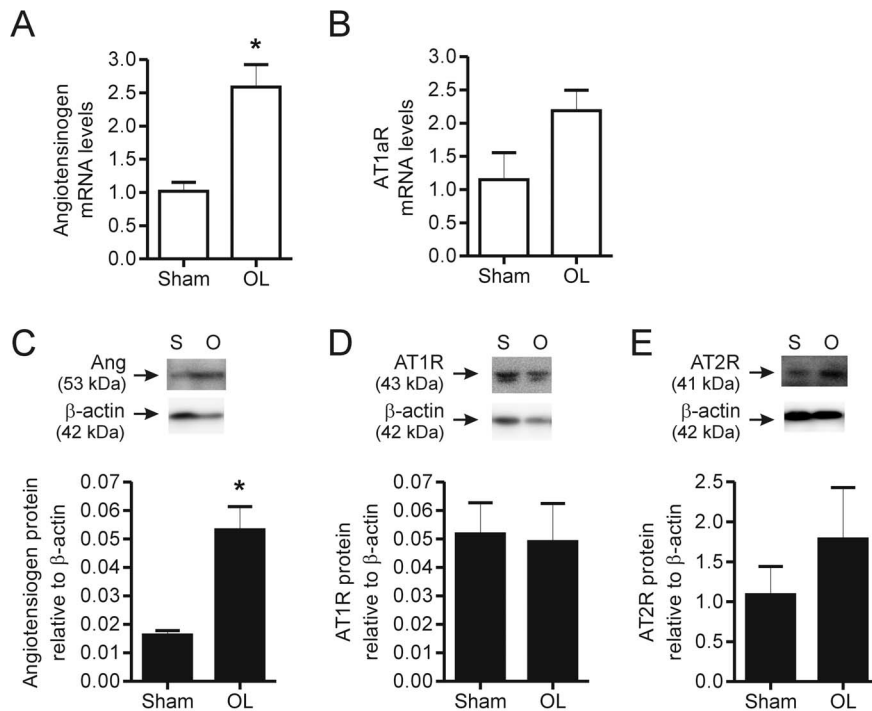 A
Angiotensinogen
mRNA levels
3.0
2.5
2.0
1.5
1.0
0.5
0.0
*
Sham OL
B
AT1aR
mRNA levels
3.0
2.5
2.0
1.5
1.0
0.5
0.0
Sham OL
C
S O
Ang
(53 kDa)
β-actin
(42 kDa)
Angiotensiogen protein
relative to β-actin
0.07
0.06
0.05
0.04
0.03
0.02
0.01
0.00
*
Sham OL
D
S O
AT1R
(43 kDa)
β-actin
(42 kDa)
AT1R protein
relative to β-actin
0.07
0.06
0.05
0.04
0.03
0.02
0.01
0.00
Sham OL
E
S O
AT2R
(41 kDa)
β-actin
(42 kDa)
AT2R protein
relative to β-actin
2.5
2.0
1.5
1.0
0.5
0.0
Sham OL